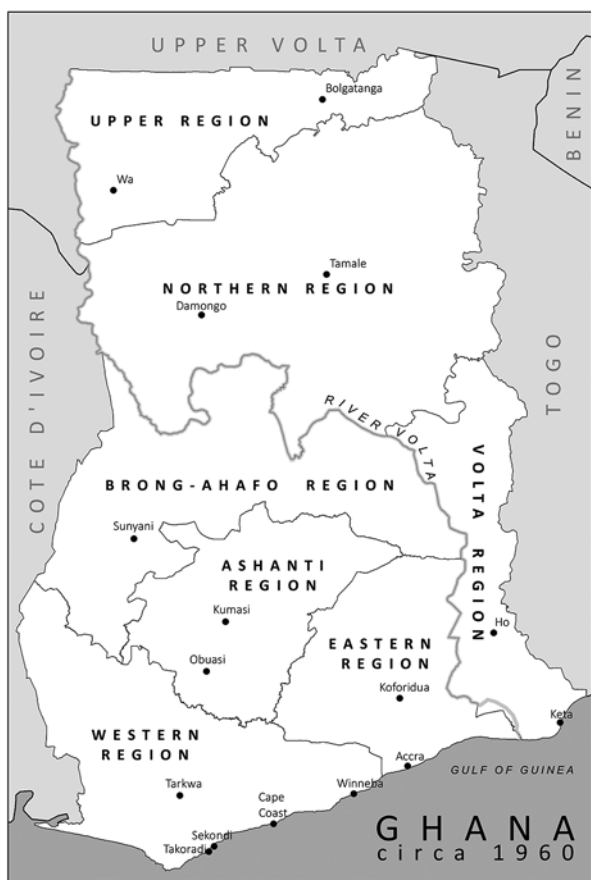 UPPER VOLTA
Bolgatanga
UPPER REGION
BENIN
Wa
Tamale
NORTHERN REGION
Damongo
COTE D'IVOIRE
TOGO
RIVER VOLTA
VOLTA REGION
BRONG-AHAFO REGION
Sunyani
ASHANTI
REGION
Kumasi
Ho
EASTERN
REGION
Obuasi
Koforidua
Keta
WESTERN
REGION
Accra
GULF OF GUINEA
Tarkwa
Winneba
Cape
Coast
Sekondi
Takoradi
GHANA
circa 1960